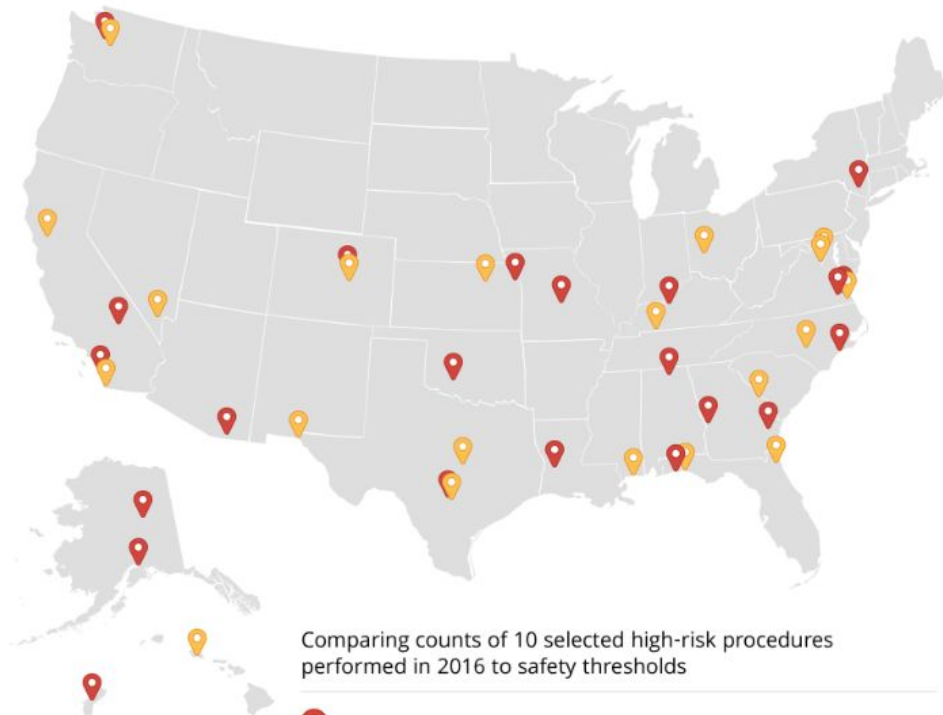 Comparing counts of 10 selected high-risk procedures
performed in 2016 to safety thresholds